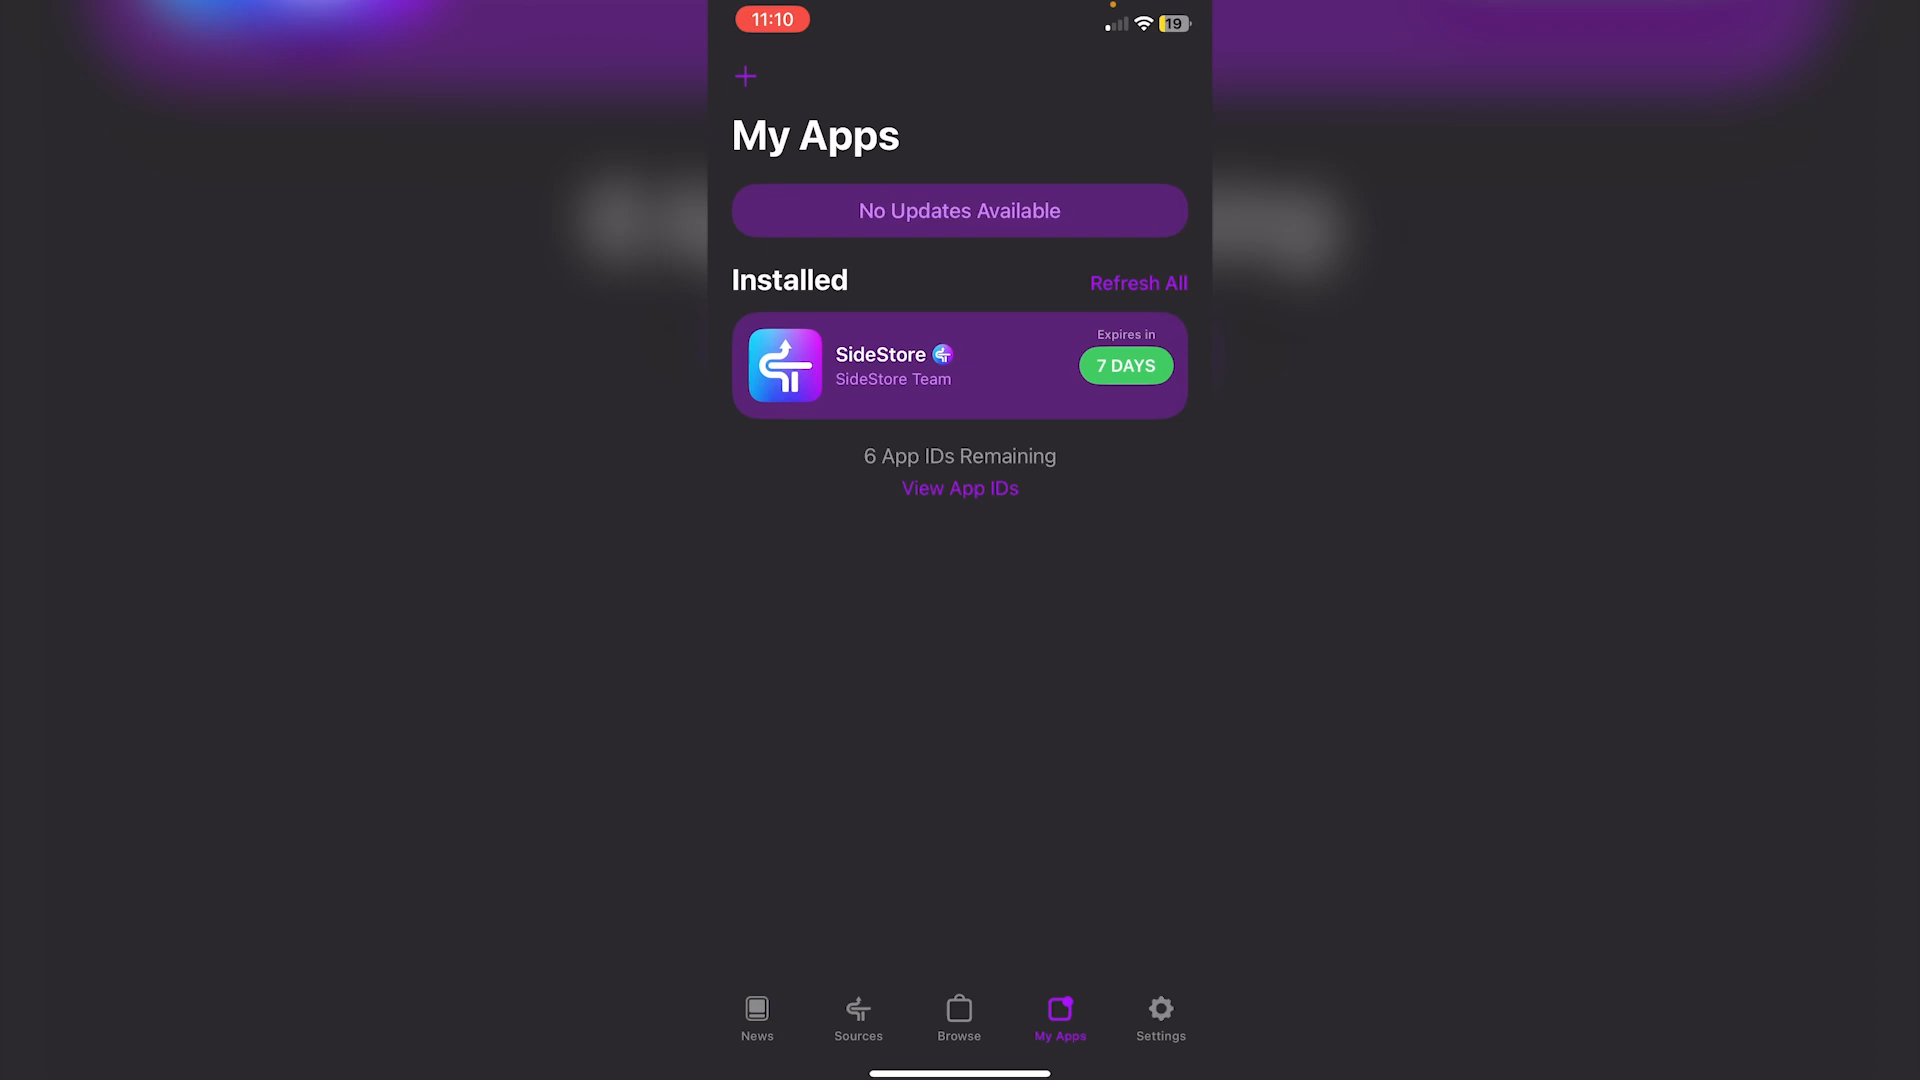 11:10
19
My Apps
No Updates Available
Installed
Refresh All
Expires in
SideStore
7 DAYS
SideStore Team
6 App IDs Remaining
View App IDs
News
Sources
Browse
My Apps
Settings